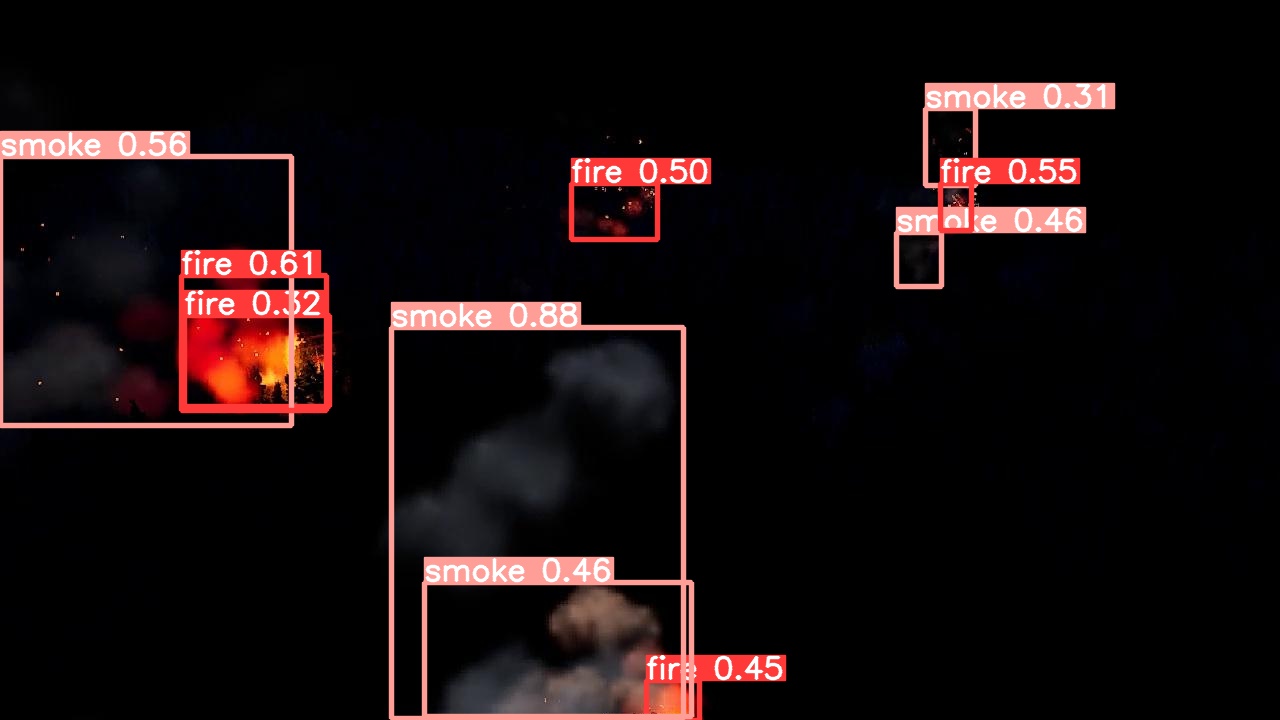 smoke 0.31
smoke 0.56
fire 0.50
fire 0.55
smoke 0.46
fire 0.61
fire 0.32
smoke 0.88
smoke 0.46
fire 0.45